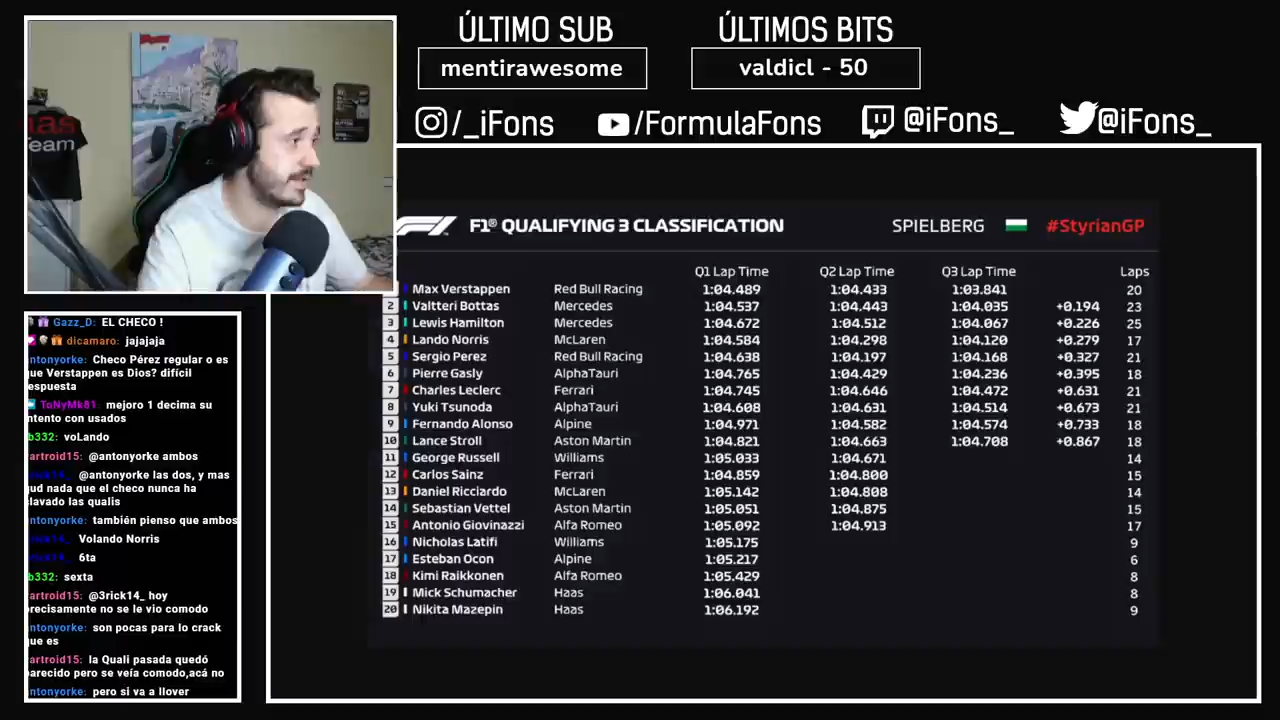 ÚLTIMO SUB
mentirawesome
ÚLTIMOS BITS
valdicl - 50
/_iFons
/FormulaFons
@iFons_
@iFons_
Team
F1® QUALIFYING 3 CLASSIFICATION
SPIELBERG
#StyrianGP
Q1 Lap Time Q2 Lap Time Q3 Lap Time Laps
Max Verstappen Red Bull Racing 1:04.489 1:04.433 1:03.841 20
2 Valtteri Bottas Mercedes 1:04.537 1:04.443 1:04.035 +0.194 23
3 Lewis Hamilton Mercedes 1:04.672 1:04.512 1:04.067 +0.226 25
4 Lando Norris McLaren 1:04.584 1:04.298 1:04.120 +0.279 17
5 Sergio Perez Red Bull Racing 1:04.638 1:04.197 1:04.168 +0.327 21
6 Pierre Gasly AlphaTauri 1:04.765 1:04.429 1:04.236 +0.395 18
7 Charles Leclerc Ferrari 1:04.745 1:04.646 1:04.472 +0.631 21
8 Yuki Tsunoda AlphaTauri 1:04.608 1:04.631 1:04.514 +0.673 21
9 Fernando Alonso Alpine 1:04.971 1:04.582 1:04.574 +0.733 18
10 Lance Stroll Aston Martin 1:04.821 1:04.663 1:04.708 +0.867 18
11 George Russell Williams 1:05.033 1:04.671 14
12 Carlos Sainz Ferrari 1:04.859 1:04.800 15
13 Daniel Ricciardo McLaren 1:05.142 1:04.808 14
14 Sebastian Vettel Aston Martin 1:05.051 1:04.875 15
15 Antonio Giovinazzi Alfa Romeo 1:05.092 1:04.913 17
16 Nicholas Latifi Williams 1:05.175 9
17 Esteban Ocon Alpine 1:05.217 6
18 Kimi Raikkonen Alfa Romeo 1:05.429 8
19 Mick Schumacher Haas 1:06.041 8
20 Nikita Mazepin Haas 1:06.192 9
Gazz_D: EL CHECO !
dicamaro: jajajaja
ntonyorke: Checo Pérez regular o es
que Verstappen es Dios? difícil
espuesta
ToNyMk81: mejoro 1 decima su
ntento con usados
b332: voLando
artroid15: @antonyorke ambos
@antonyorke las dos, y mas
qud nada que el checo nunca ha
lavado las qualis
ntonyorke: también pienso que ambos
Volando Norris
6ta
b332: sexta
artroid15: @3rick14_ hoy
precisamente no se le vio comodo
ntonyorke: son pocas para lo crack
que es
artroid15: la Quali pasada quedó
parecido pero se veía comodo,acá no
ntonyorke: pero si va a llover